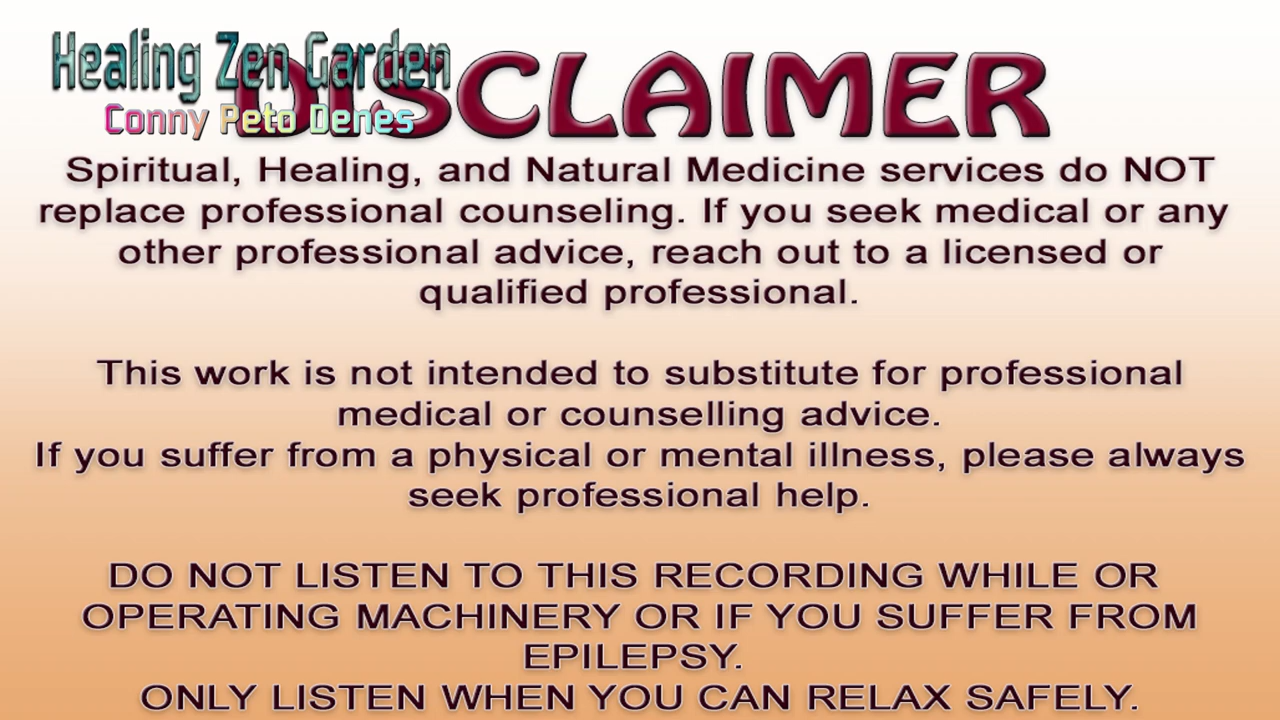 Healing Zen Garden
Conny Peto Denes
DISCLAIMER
Spiritual, Healing, and Natural Medicine services do NOT
replace professional counseling. If you seek medical or any
other professional advice, reach out to a licensed or
qualified professional.
This work is not intended to substitute for professional
medical or counselling advice.
If you suffer from a physical or mental illness, please always
seek professional help.
DO NOT LISTEN TO THIS RECORDING WHILE OR
OPERATING MACHINERY OR IF YOU SUFFER FROM
EPILEPSY.
ONLY LISTEN WHEN YOU CAN RELAX SAFELY.